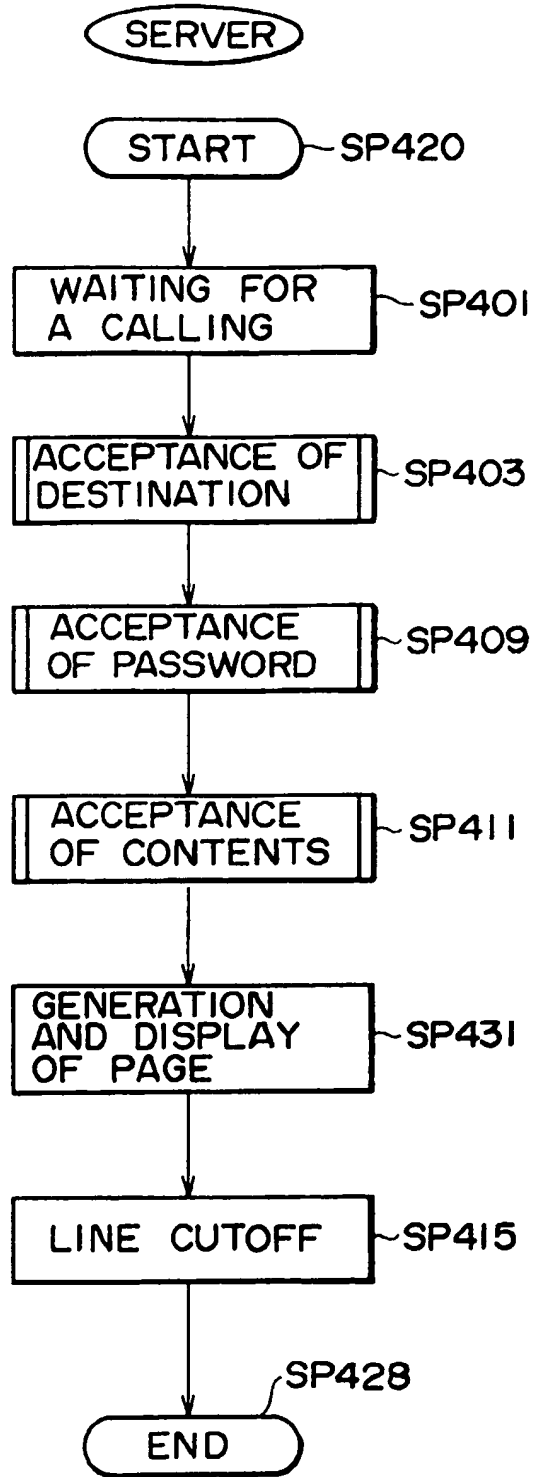 SERVER
START SP420
WAITING FOR
A CALLING
SP401
ACCEPTANCE OF
DESTINATION
SP403
ACCEPTANCE
OF PASSWORD
SP409
ACCEPTANCE
OF CONTENTS
SP411
GENERATION
AND DISPLAY
OF PAGE
SP431
LINE CUTOFF SP415
SP428
END